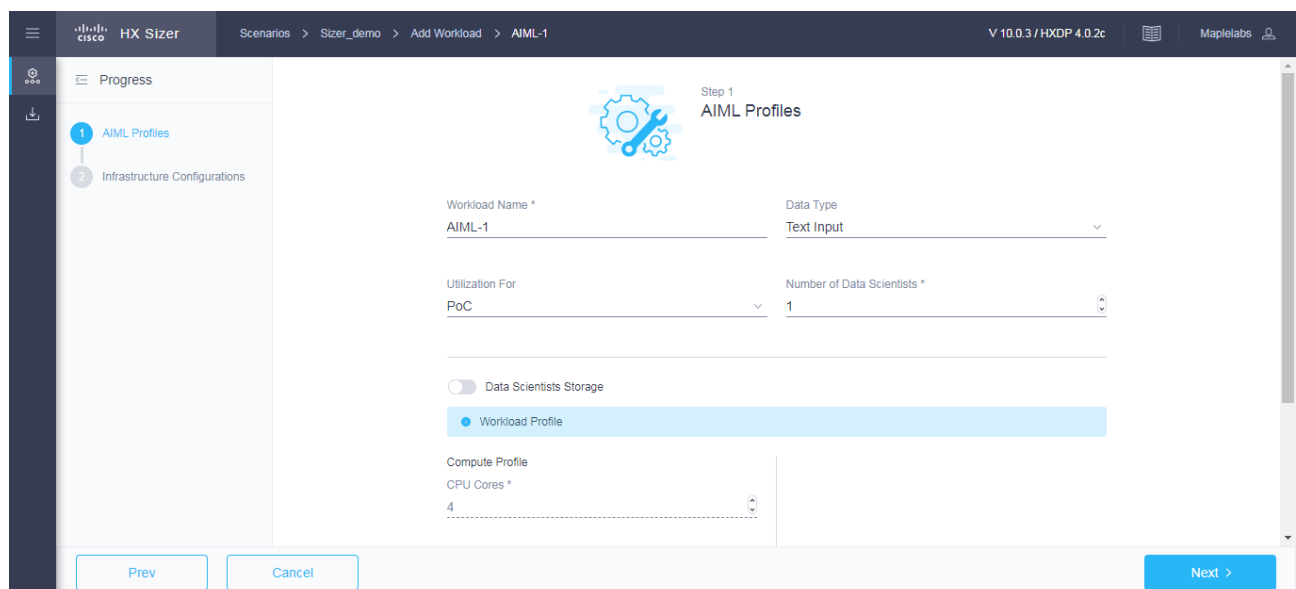 CISCO HX Sizer Scenarios > Sizer_demo > Add Workload > AIML-1 V 10.0.3 / HXDP 4.0.2c Maplelabs
Progress
1 AIML Profiles
2 Infrastructure Configurations
Step 1
AIML Profiles
Workload Name * Data Type
AIML-1 Text Input
Utilization For Number of Data Scientists *
PoC 1
Data Scientists Storage
Workload Profile
Compute Profile
CPU Cores *
4
Prev Cancel Next >